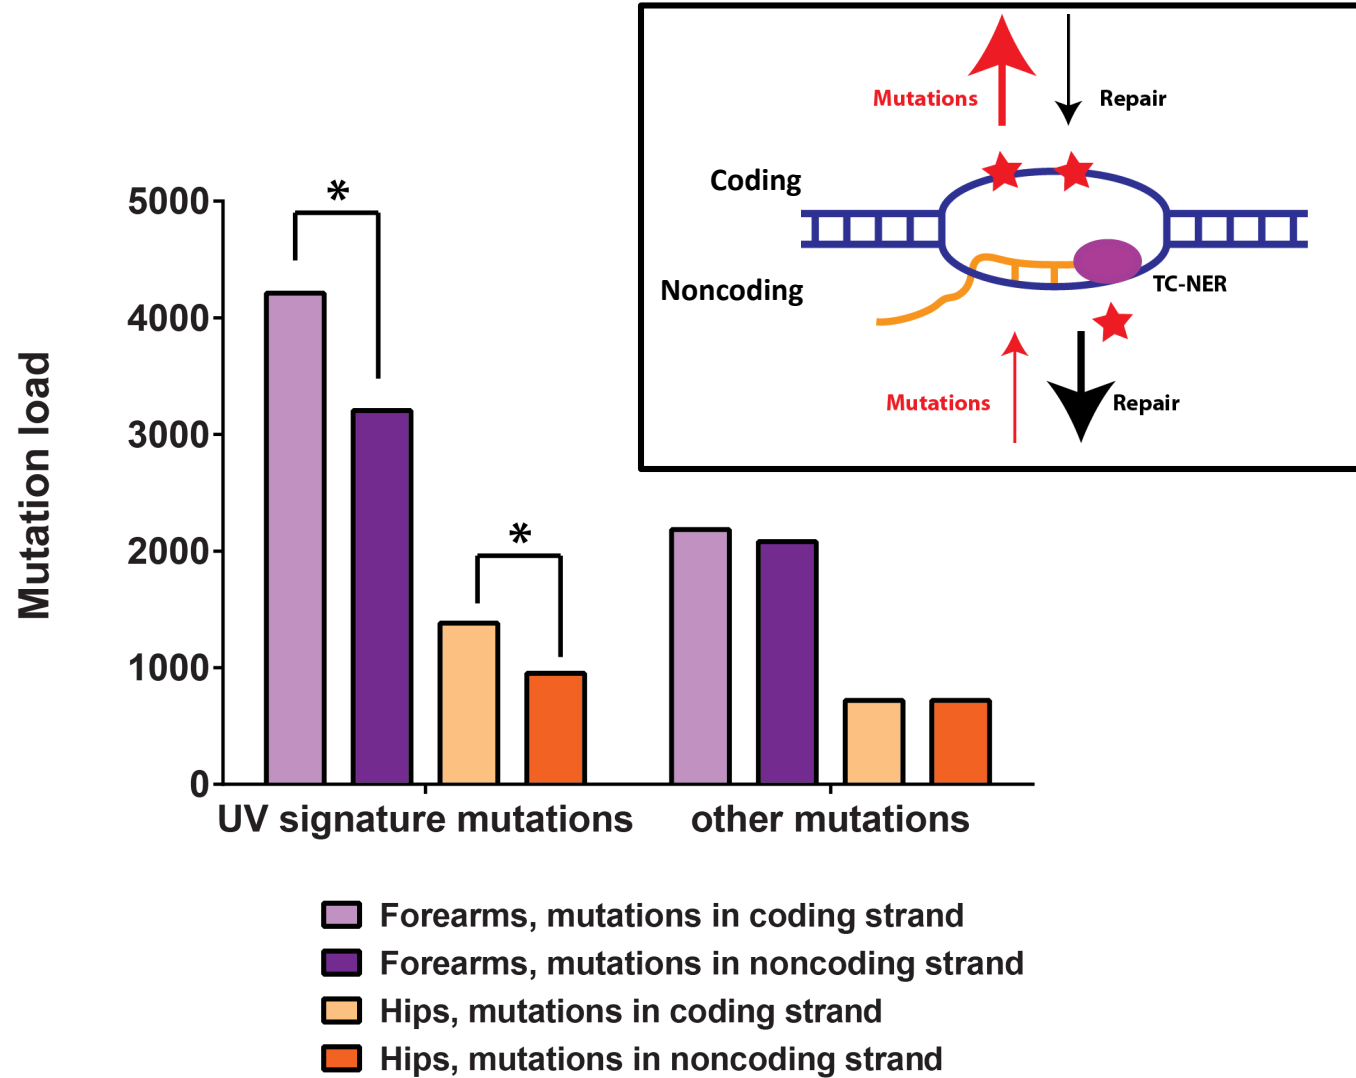 Mutations
Repair
Coding
Noncoding
TC-NER
Mutations
Repair
Mutation load
5000
4000
3000
2000
1000
0
*
*
UV signature mutations
other mutations
Forearms, mutations in coding strand
Forearms, mutations in noncoding strand
Hips, mutations in coding strand
Hips, mutations in noncoding strand